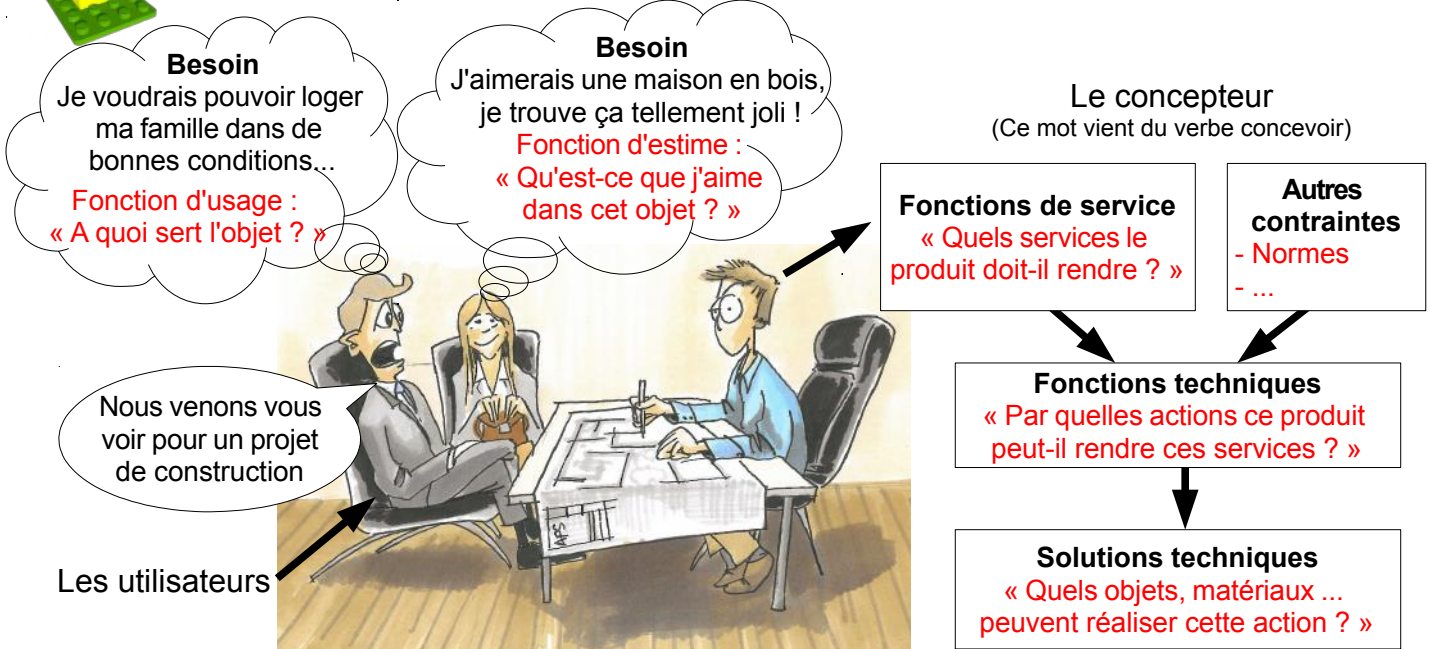 Besoin
Je voudrais pouvoir loger
ma famille dans de
bonnes conditions...
Fonction d'usage :
« A quoi sert l'objet ? »
Besoin
J'aimerais une maison en bois,
je trouve ça tellement joli !
Fonction d'estime :
« Qu'est-ce que j'aime
dans cet objet ? »
Nous venons vous
voir pour un projet
de construction
Les utilisateurs
APS
Le concepteur
(Ce mot vient du verbe concevoir)
Fonctions de service
« Quels services le
produit doit-il rendre ? »
Autres
contraintes
- Normes
- ...
Fonctions techniques
« Par quelles actions ce produit
peut-il rendre ces services ? »
Solutions techniques
« Quels objets, matériaux ...
peuvent réaliser cette action ? »